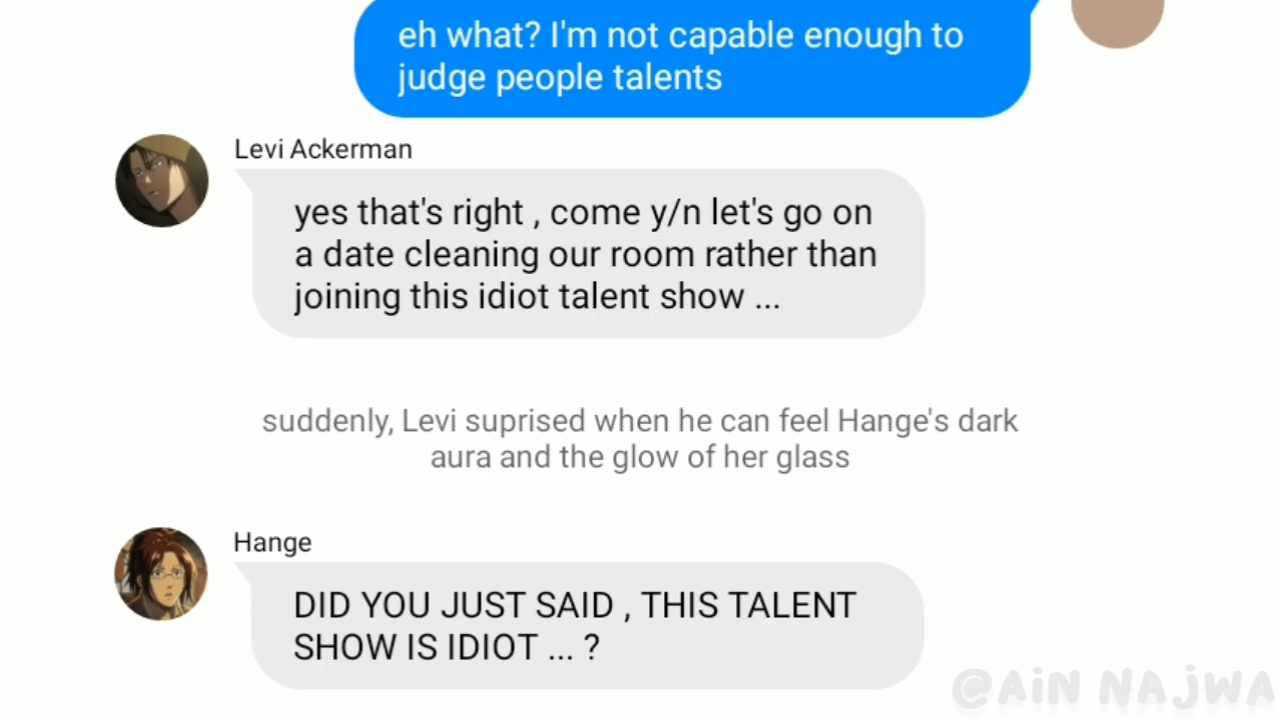 eh what? I'm not capable enough to
judge people talents
Levi Ackerman
yes that's right , come y/n let's go on
a date cleaning our room rather than
joining this idiot talent show ...
suddenly, Levi suprised when he can feel Hange's dark
aura and the glow of her glass
Hange
DID YOU JUST SAID , THIS TALENT
SHOW IS IDIOT ... ?
@AiN NAjWA